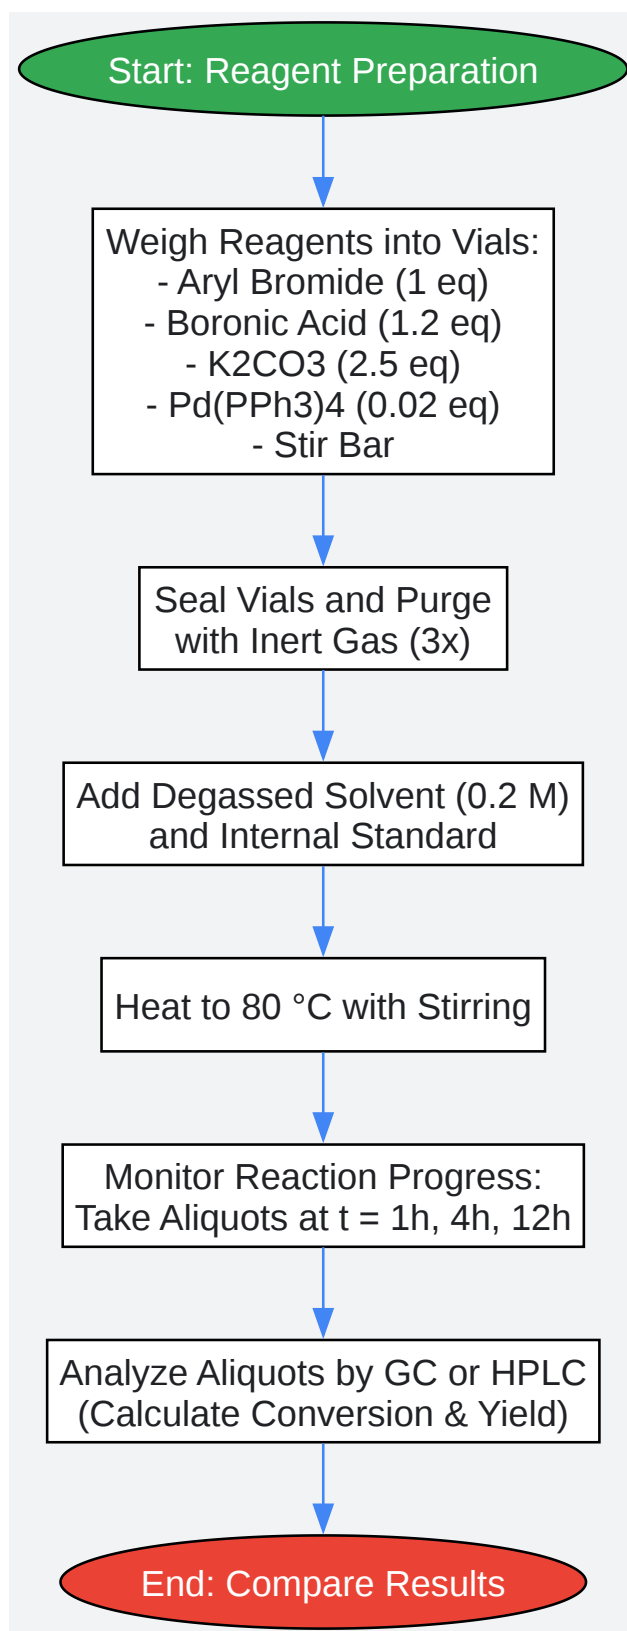 Start: Reagent Preparation
Weigh Reagents into Vials:
- Aryl Bromide (1 eq)
- Boronic Acid (1.2 eq)
- K2CO3 (2.5 eq)
- Pd(PPh3)4 (0.02 eq)
- Stir Bar
Seal Vials and Purge
with Inert Gas (3x)
Add Degassed Solvent (0.2 M)
and Internal Standard
Heat to 80 °C with Stirring
Monitor Reaction Progress:
Take Aliquots at t = 1h, 4h, 12h
Analyze Aliquots by GC or HPLC
(Calculate Conversion & Yield)
End: Compare Results